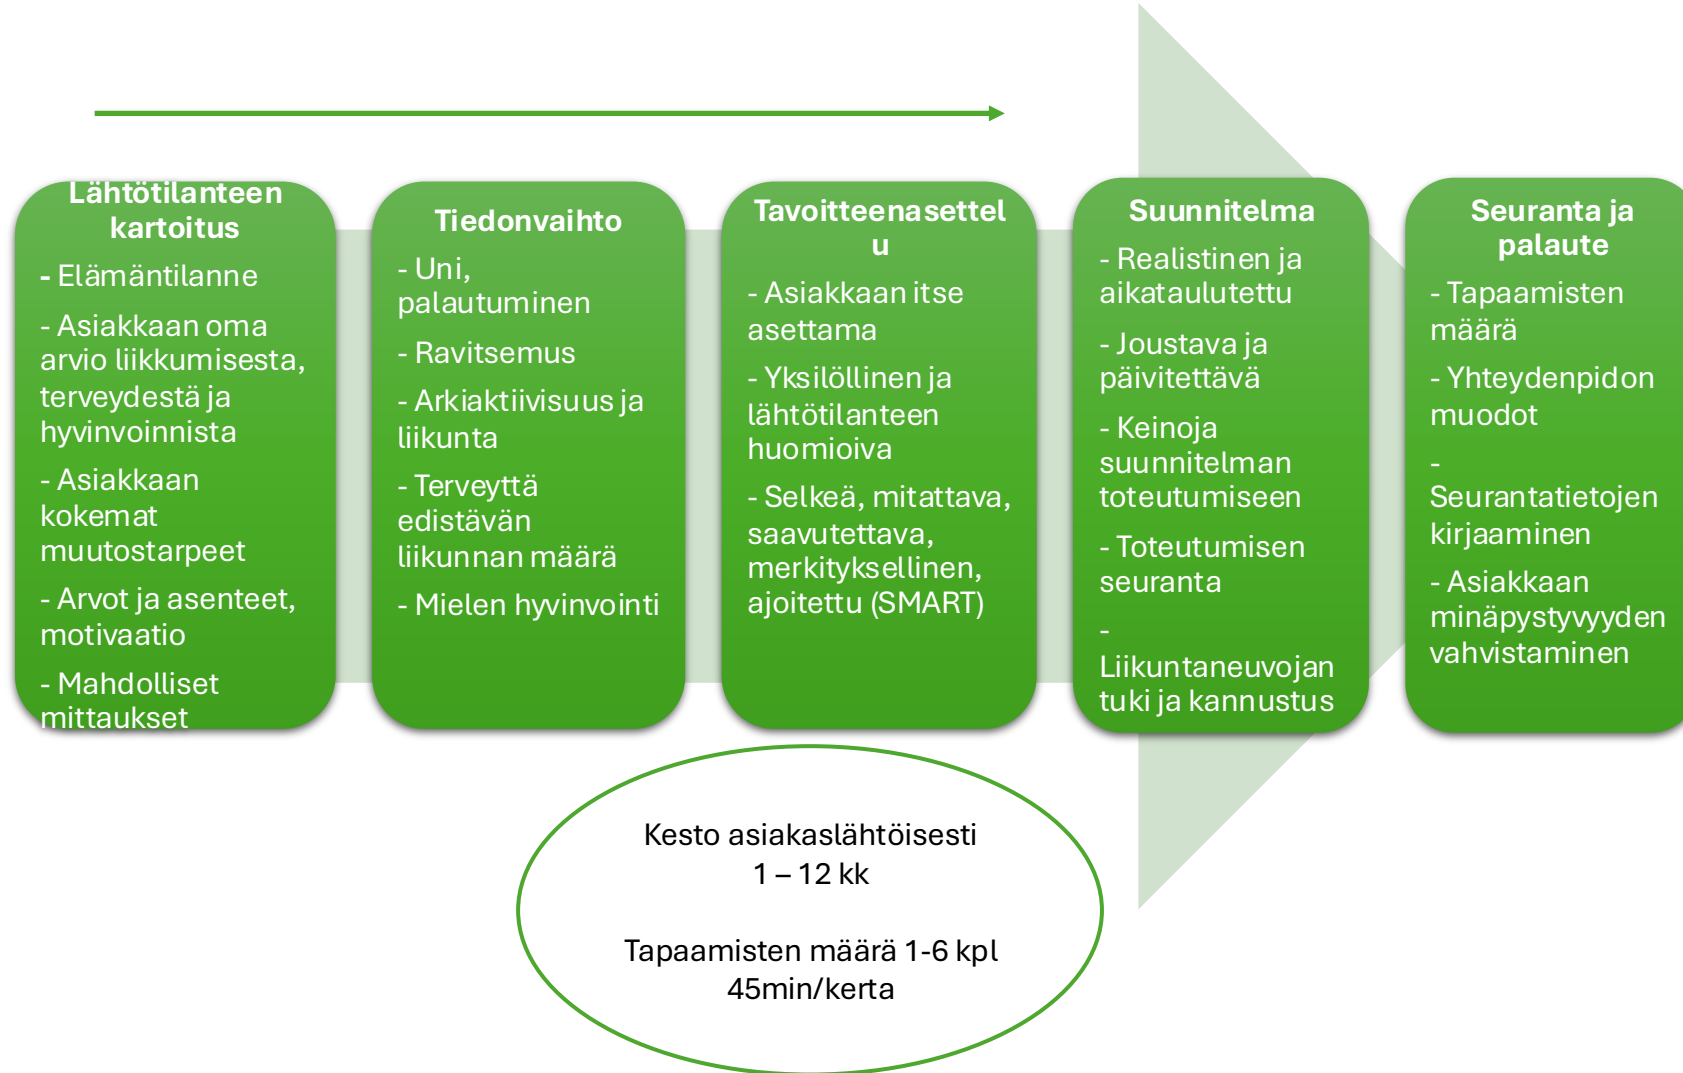 Lähtötilanteen
kartoitus
- Elämäntilanne
- Asiakkaan oma
arvio liikkumisesta,
terveydestä ja
hyvinvoinnista
- Asiakkaan
kokemat
muutostarpeet
- Arvot ja asenteet,
motivaatio
- Mahdolliset
mittaukset
Tiedonvaihto
- Uni,
palautuminen
- Ravitsemus
- Arkiaktiivisuus ja
liikunta
- Terveyttä
edistävän
liikunnan määrä
- Mielen hyvinvointi
Tavoitteenasettel
u
- Asiakkaan itse
asettama
- Yksilöllinen ja
lähtötilanteen
huomioiva
- Selkeä, mitattava,
saavutettava,
merkityksellinen,
ajoitettu (SMART)
Suunnitelma
- Realistinen ja
aikataulutettu
- Joustava ja
päivitettävä
- Keinoja
suunnitelman
toteutumiseen
- Toteutumisen
seuranta
-
Liikuntaneuvojan
tuki ja kannustus
Seuranta ja
palaute
- Tapaamisten
määrä
- Yhteydenpidon
muodot
-
Seurantatietojen
kirjaaminen
- Asiakkaan
minäpystyvyyden
vahvistaminen
Kesto asiakaslähtöisesti
1 – 12 kk
Tapaamisten määrä 1-6 kpl
45min/kerta